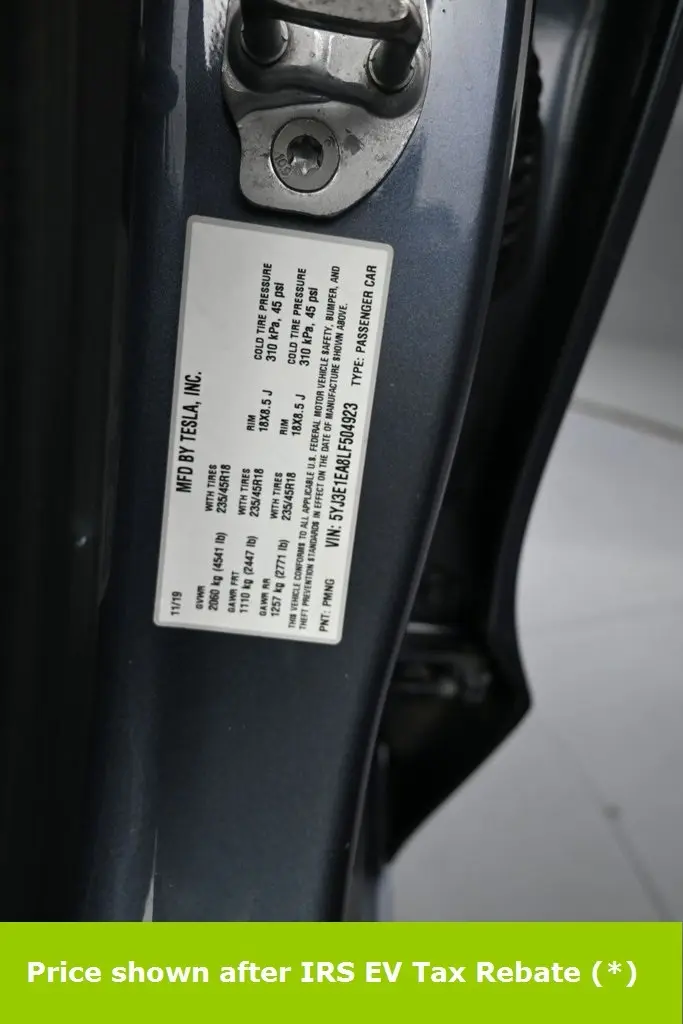 MFD BY TESLA, INC.
11/19
GVWR
2060 kg (4541 lb)
WITH TIRES
235/45R18
RIM
18X8.5 J
COLD TIRE PRESSURE
310 kPa, 45 psi
GAWR FRT
1110 kg (2447 lb)
WITH TIRES
235/45R18
RIM
18X8.5 J
COLD TIRE PRESSURE
310 kPa, 45 psi
GAWR RR
1257 kg (2771 lb)
WITH TIRES
235/45R18
THIS VEHICLE CONFORMS TO ALL APPLICABLE U.S. FEDERAL MOTOR VEHICLE SAFETY, BUMPER, AND
THEFT PREVENTION STANDARDS IN EFFECT ON THE DATE OF MANUFACTURE SHOWN ABOVE.
PNT: PMNG VIN: 5YJ3E1EA8LF504923 TYPE: PASSENGER CAR
Price shown after IRS EV Tax Rebate (*)